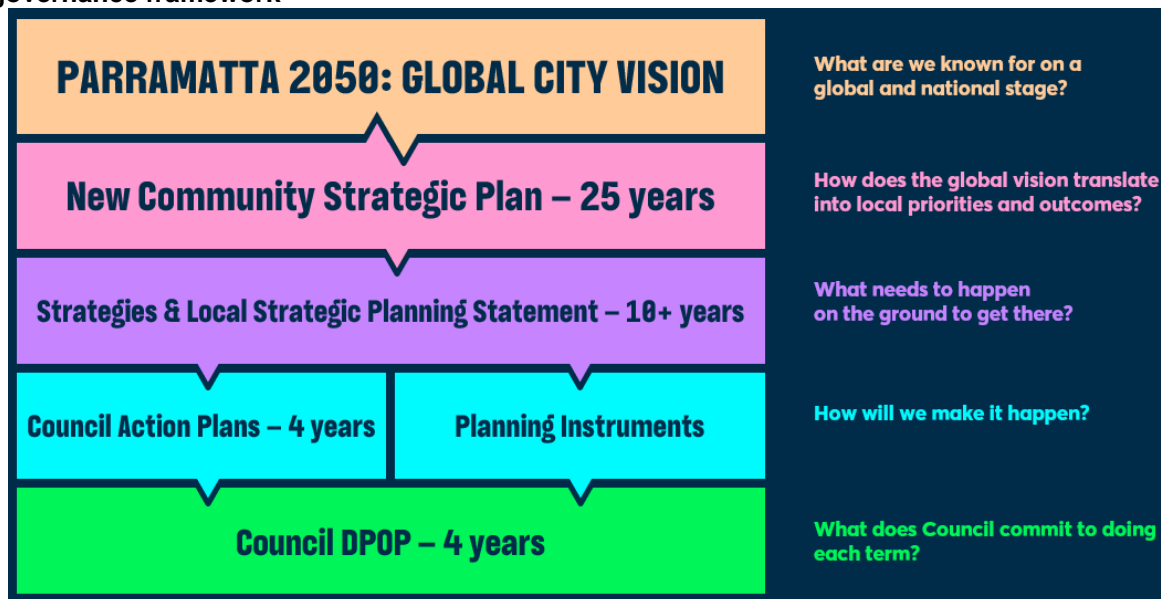 governance framework
PARRAMATTA 2050: GLOBAL CITY VISION
What are we known for on a
global and national stage?
New Community Strategic Plan – 25 years
How does the global vision translate
into local priorities and outcomes?
Strategies & Local Strategic Planning Statement – 10+ years
What needs to happen
on the ground to get there?
Council Action Plans – 4 years
Planning Instruments
How will we make it happen?
Council DPOP – 4 years
What does Council commit to doing
each term?